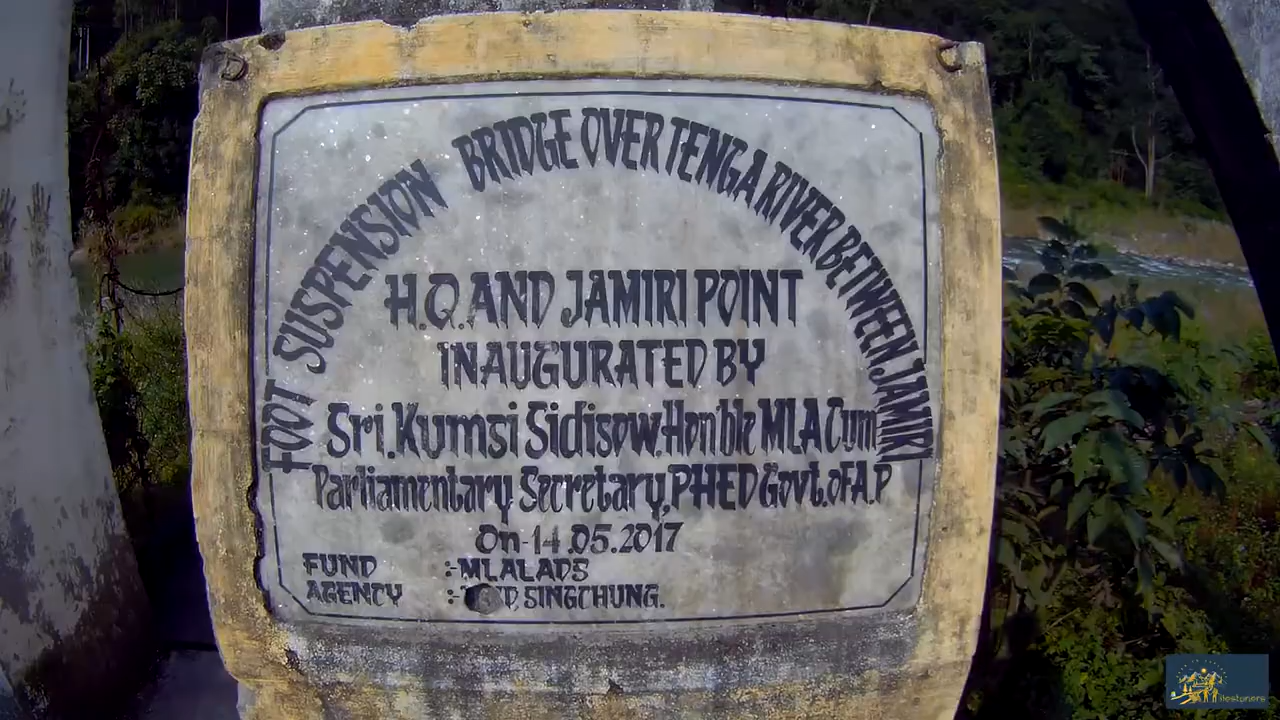 FOOT SUSPENSION BRIDGE OVER TENGA RIVER BETWEEN JAMIRI
H.Q. AND JAMIRI POINT
INAUGURATED BY
Sri. Kumsi Sidisow. Hon'ble MLA Cum
Parliamentary Secretary, PHED Govt. oF A.P
On-14.05.2017
FUND :-MLALADS
AGENCY :- SINGCHUNG.